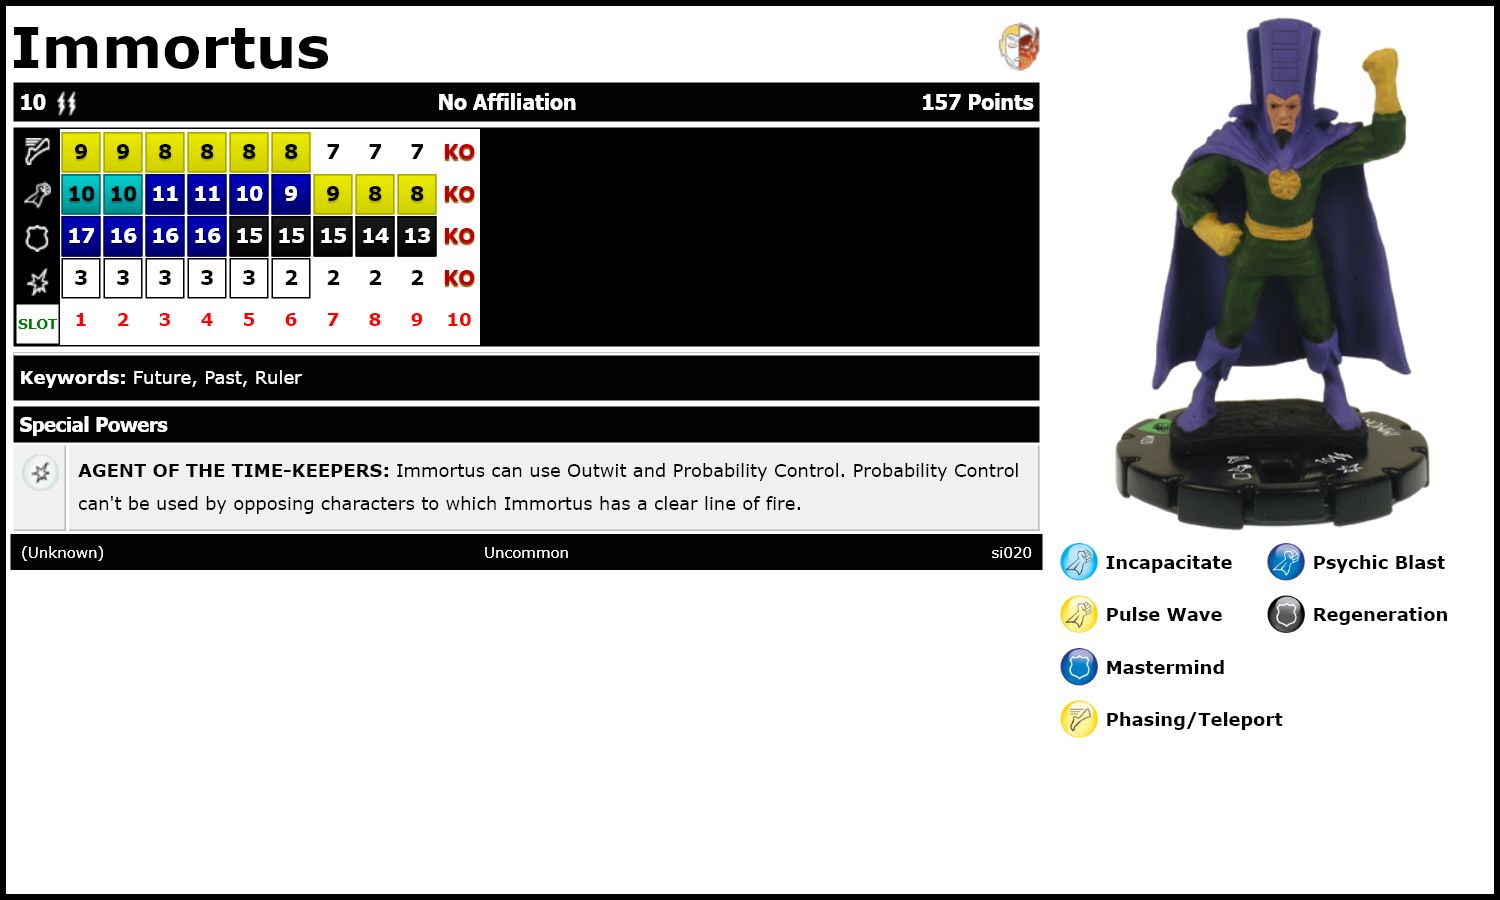 Immortus
10 No Affiliation 157 Points
9 9 8 8 8 8 7 7 7 KO
10 10 11 11 10 9 9 8 8 KO
17 16 16 16 15 15 15 14 13 KO
3 3 3 3 3 2 2 2 2 KO
SLOT 1 2 3 4 5 6 7 8 9 10
Keywords: Future, Past, Ruler
Special Powers
AGENT OF THE TIME-KEEPERS: Immortus can use Outwit and Probability Control. Probability Control
can't be used by opposing characters to which Immortus has a clear line of fire.
(Unknown) Uncommon si020
Incapacitate Psychic Blast
Pulse Wave Regeneration
Mastermind
Phasing/Teleport